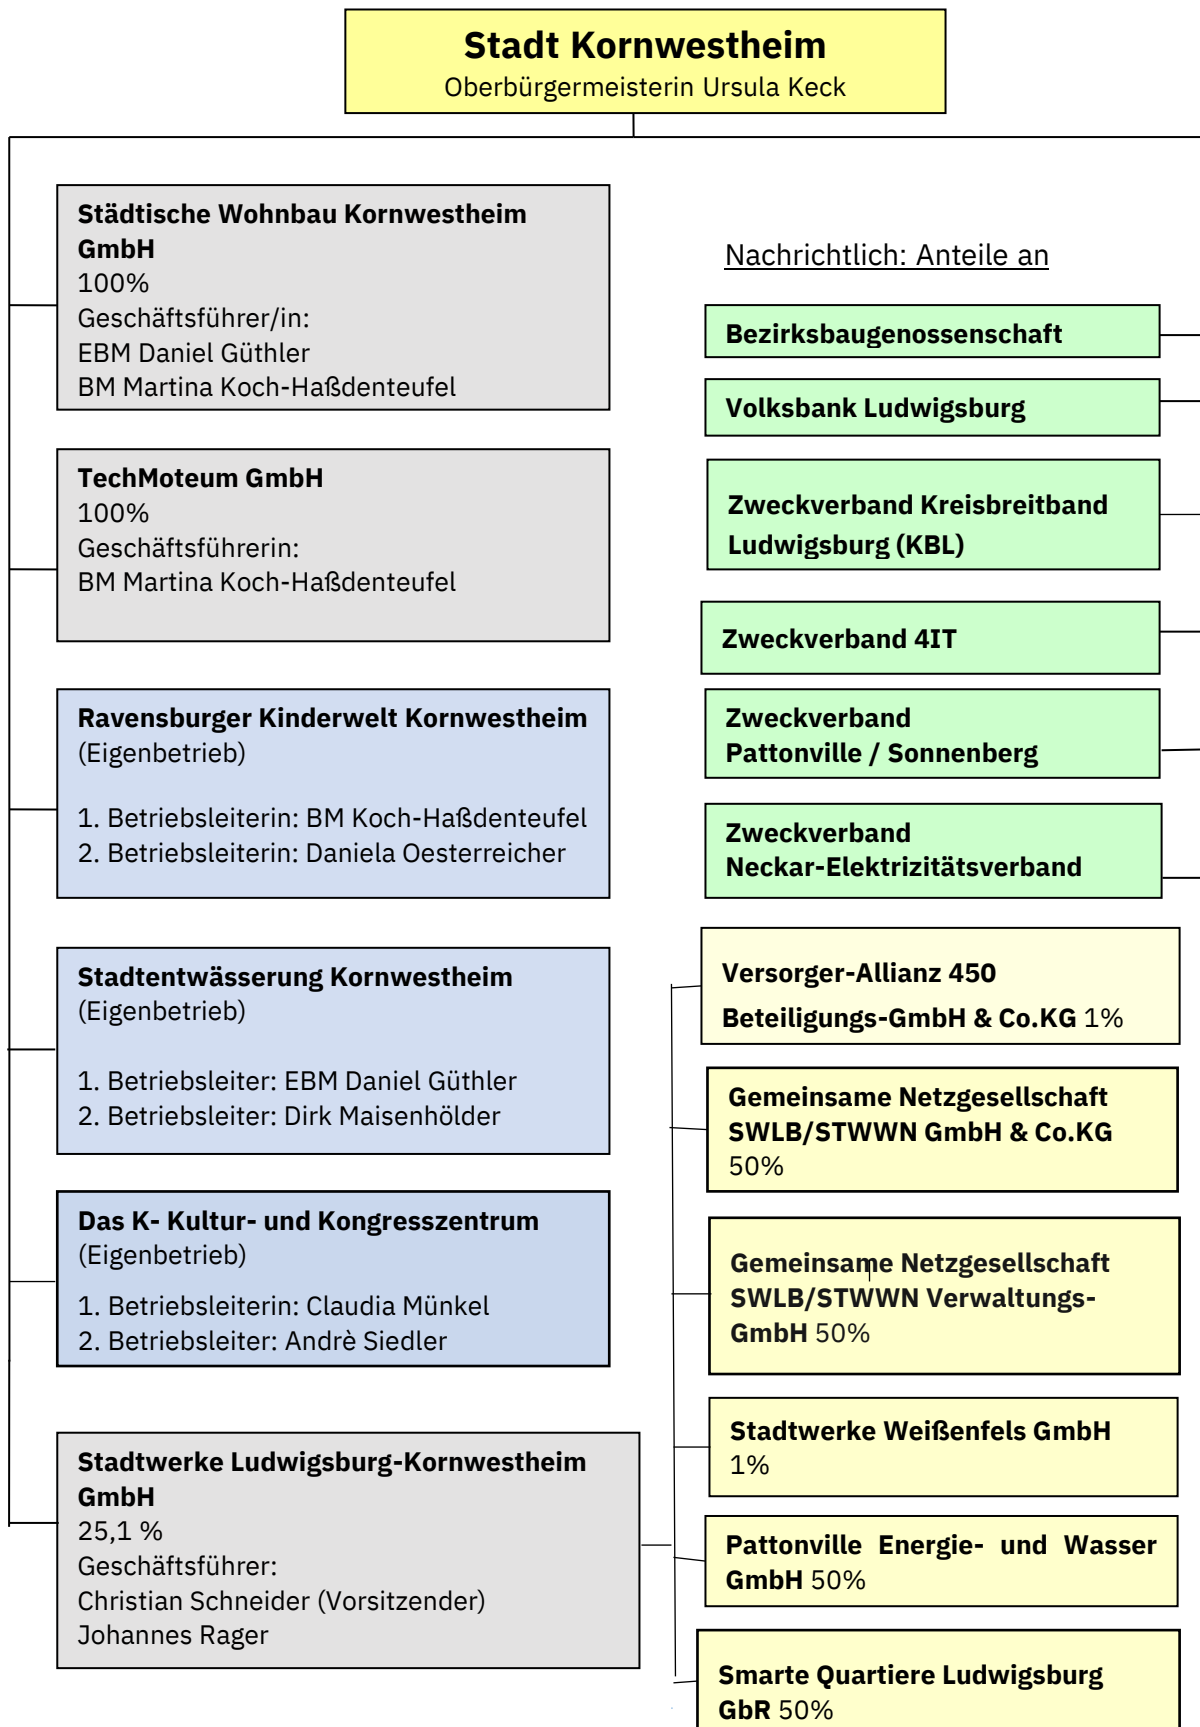 Stadt Kornwestheim
Oberbürgermeisterin Ursula Keck
Städtische Wohnbau Kornwestheim
GmbH
100%
Geschäftsführer/in:
EBM Daniel Güthler
BM Martina Koch-Haßdenteufel
TechMoteum GmbH
100%
Geschäftsführerin:
BM Martina Koch-Haßdenteufel
Ravensburger Kinderwelt Kornwestheim
(Eigenbetrieb)
1. Betriebsleiterin: BM Koch-Haßdenteufel
2. Betriebsleiterin: Daniela Oesterreicher
Stadtentwässerung Kornwestheim
(Eigenbetrieb)
1. Betriebsleiter: EBM Daniel Güthler
2. Betriebsleiter: Dirk Maisenhölder
Das K- Kultur- und Kongresszentrum
(Eigenbetrieb)
1. Betriebsleiterin: Claudia Münkel
2. Betriebsleiter: Andrè Siedler
Stadtwerke Ludwigsburg-Kornwestheim
GmbH
25,1 %
Geschäftsführer:
Christian Schneider (Vorsitzender)
Johannes Rager
Nachrichtlich: Anteile an
Bezirksbaugenossenschaft
Volksbank Ludwigsburg
Zweckverband Kreisbreitband
Ludwigsburg (KBL)
Zweckverband 4IT
Zweckverband
Pattonville / Sonnenberg
Zweckverband
Neckar-Elektrizitätsverband
Versorger-Allianz 450
Beteiligungs-GmbH & Co.KG 1%
Gemeinsame Netzgesellschaft
SWLB/STWWN GmbH & Co.KG
50%
Gemeinsame Netzgesellschaft
SWLB/STWWN Verwaltungs-
GmbH 50%
Stadtwerke Weißenfels GmbH
1%
Pattonville Energie- und Wasser
GmbH 50%
Smarte Quartiere Ludwigsburg
GbR 50%